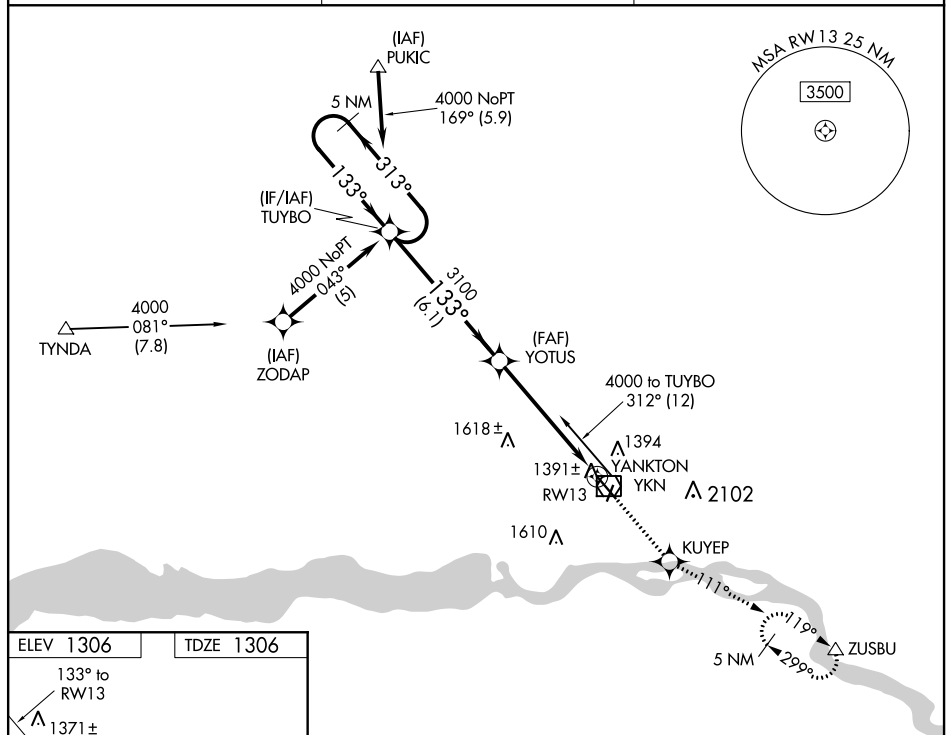 (IAF)
PUKIC
MSA RW13 25 NM
3500
5 NM
4000 NoPT
169° (5.9)
313°
133°
(IF/IAF)
TUYBO
4000 NoPT
043°
(5)
3100
133°
(6.1)
4000
081°
(7.8)
TYNDA
(IAF)
ZODAP
(FAF)
YOTUS
4000 to TUYBO
312° (12)
1618±
1394
1391±
YANKTON
YKN
RW13
2102
1610
KUYEP
111°
119°
ZUSBU
5 NM
299°
ELEV 1306
TDZE 1306
133° to
RW13
1371±